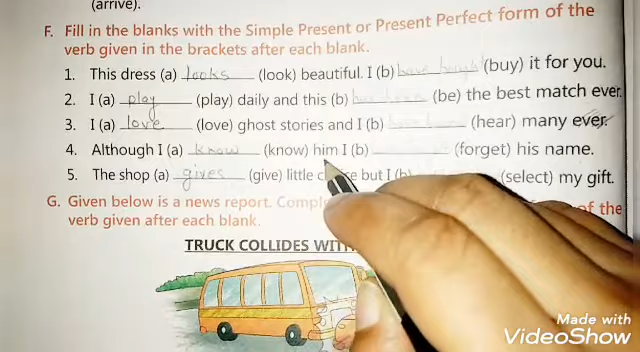 (arrive).
F. Fill in the blanks with the Simple Present or Present Perfect form of the
verb given in the brackets after each blank.
1. This dress (a) looks (look) beautiful. I (b) have bought (buy) it for you.
2. I (a) play (play) daily and this (b) has been (be) the best match ever.
3. I (a) love (love) ghost stories and I (b) (hear) many ever.
4. Although I (a) know (know) him I (b) (forget) his name.
5. The shop (a) gives (give) little but I (b) (select) my gift.
G. Given below is a news report. of the
verb given after each blank.
TRUCK COLLIDES
Made with
VideoShow